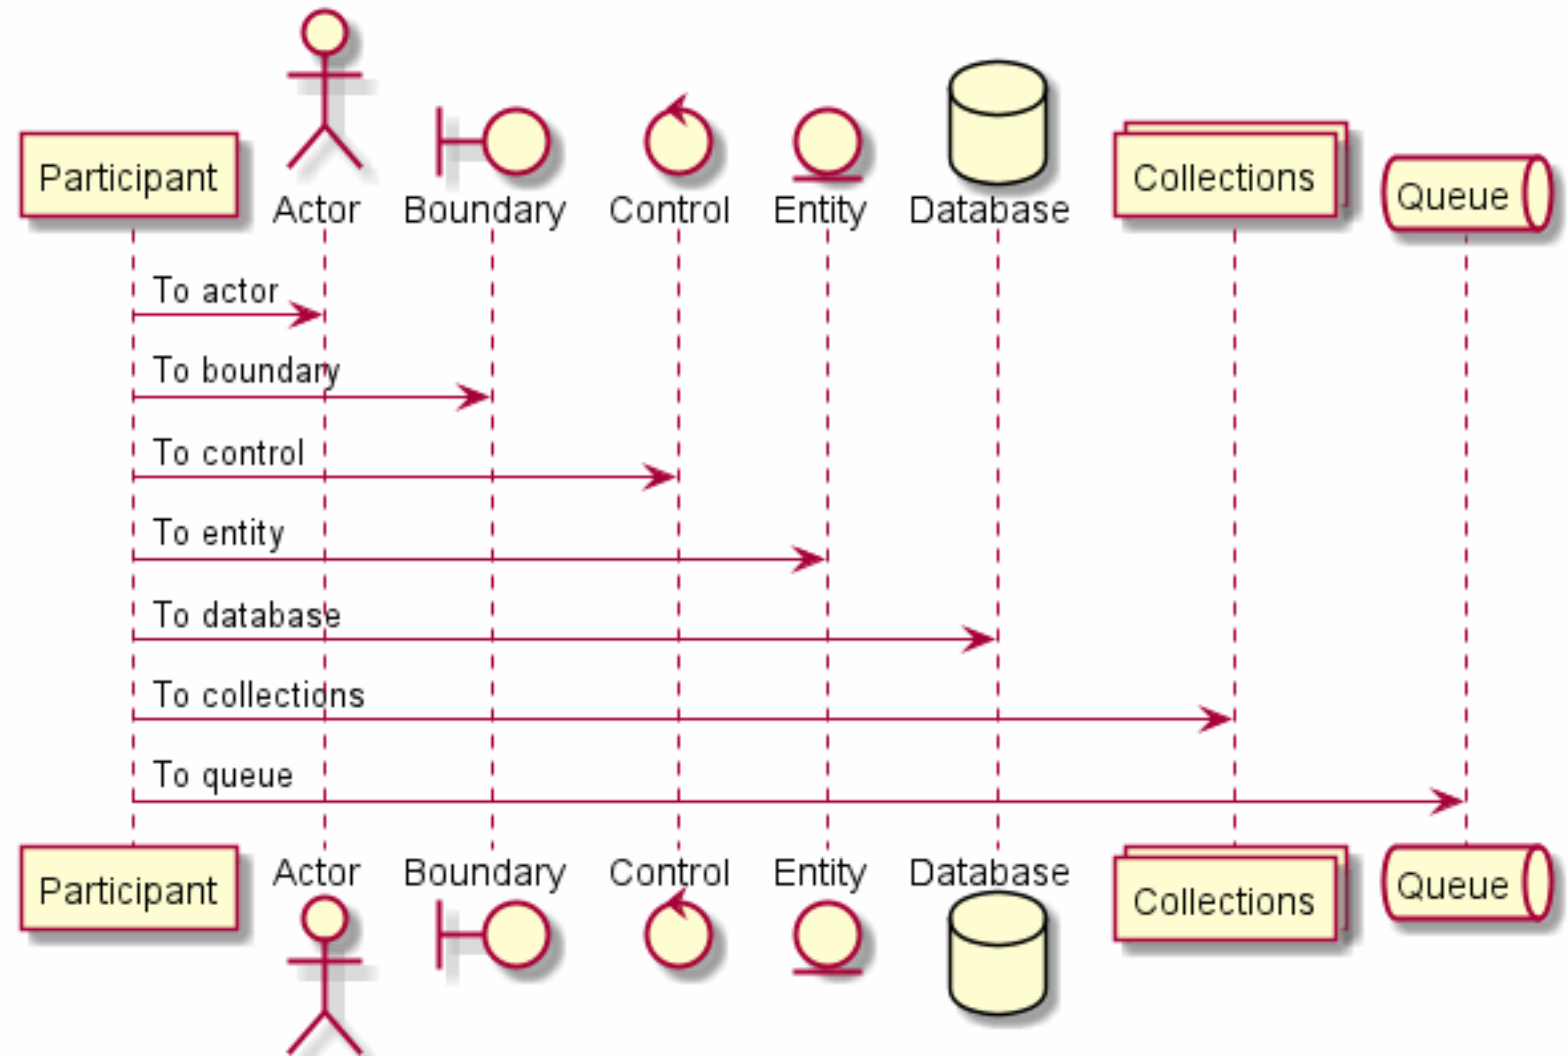 Participant
Actor
Boundary
Control
Entity
Database
Collections
Queue
To actor
To boundary
To control
To entity
To database
To collections
To queue
Participant
Actor
Boundary
Control
Entity
Database
Collections
Queue